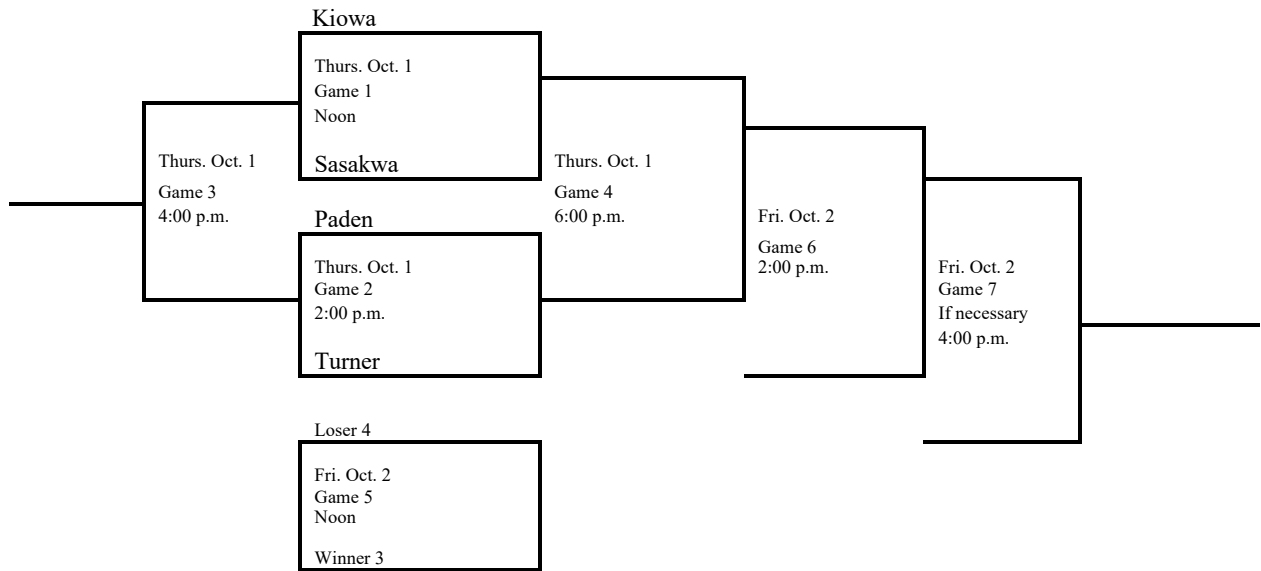 Kiowa
Thurs. Oct. 1
Game 1
Noon
Sasakwa
Thurs. Oct. 1
Game 3
4:00 p.m.
Thurs. Oct. 1
Game 4
6:00 p.m.
Paden
Thurs. Oct. 1
Game 2
2:00 p.m.
Turner
Fri. Oct. 2
Game 6
2:00 p.m.
Fri. Oct. 2
Game 7
If necessary
4:00 p.m.
Loser 4
Fri. Oct. 2
Game 5
Noon
Winner 3